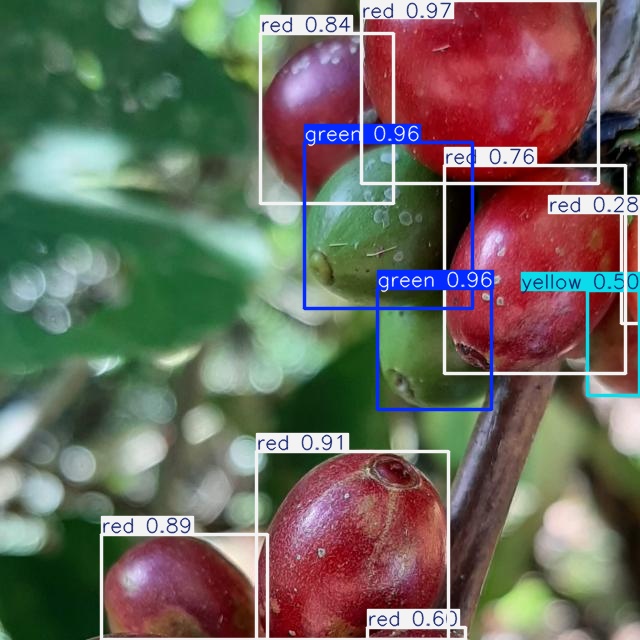 red 0.84
red 0.97
green 0.96
red 0.76
red 0.28
green 0.96
yellow 0.50
red 0.91
red 0.89
red 0.60